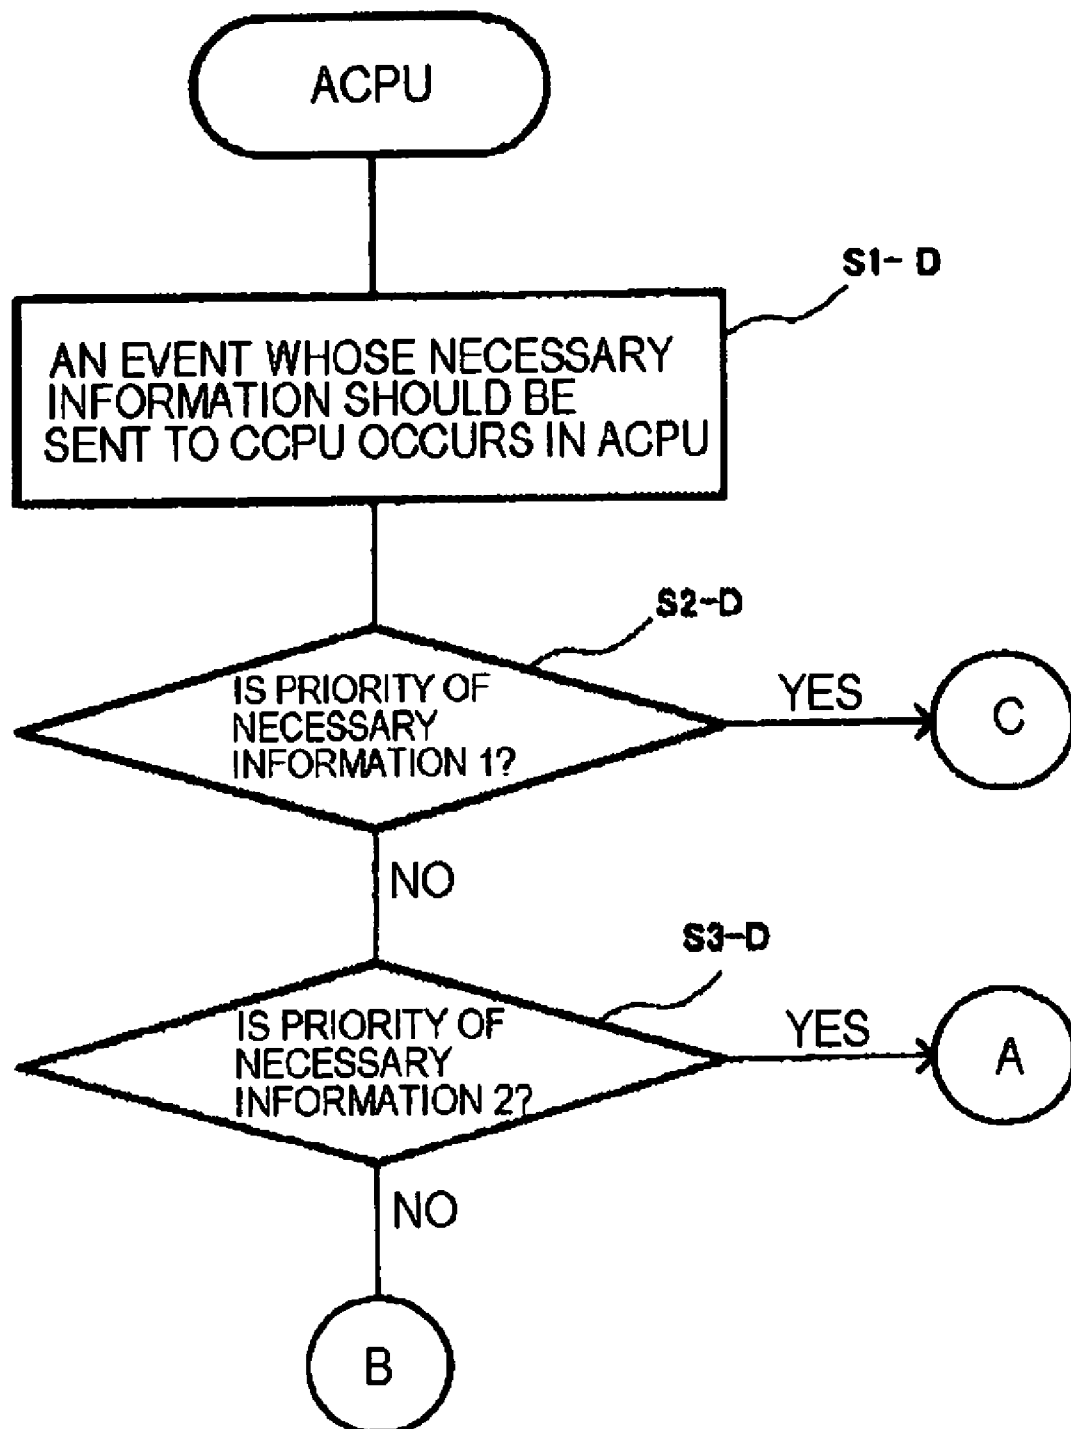 ACPU
S1-D
AN EVENT WHOSE NECESSARY
INFORMATION SHOULD BE
SENT TO CCPU OCCURS IN ACPU
S2-D
IS PRIORITY OF
NECESSARY
INFORMATION 1?
YES
C
NO
S3-D
IS PRIORITY OF
NECESSARY
INFORMATION 2?
YES
A
NO
B